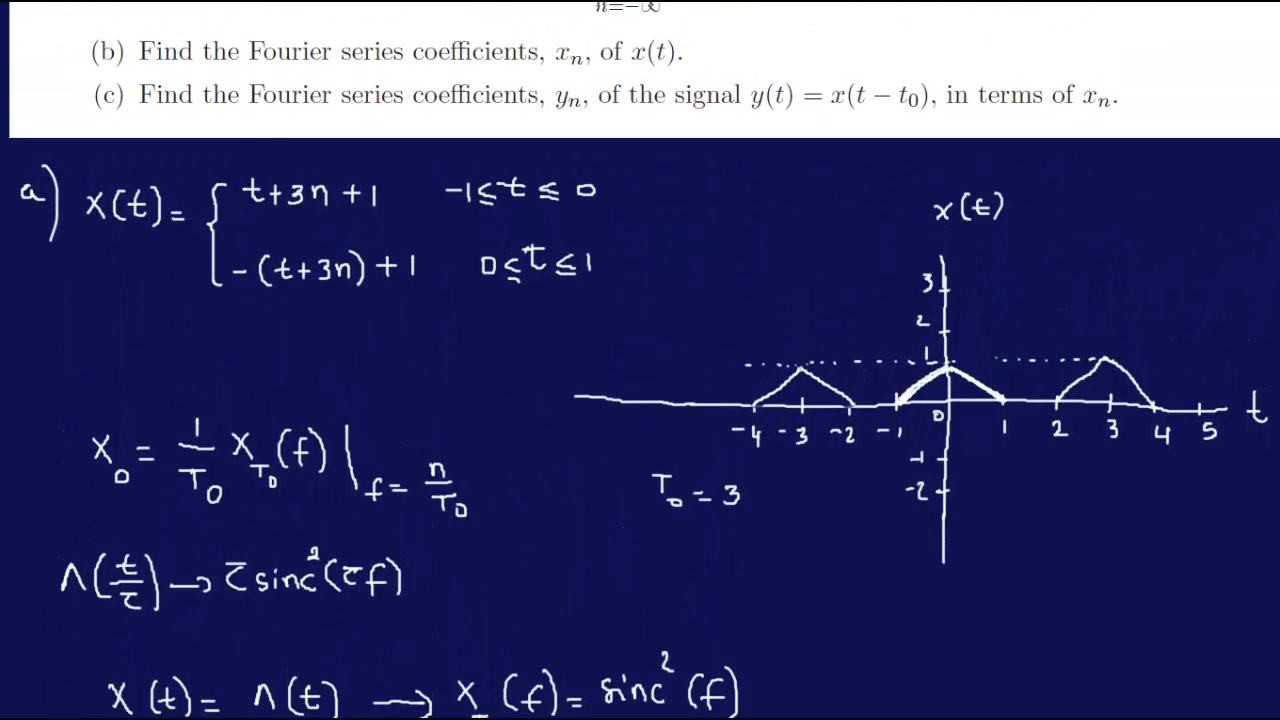 n=−∞
(b) Find the Fourier series coefficients, xₙ, of x(t).
(c) Find the Fourier series coefficients, yₙ, of the signal y(t) = x(t − t₀), in terms of xₙ.
a) x(t) = { t+3n+1   -1 ≤ t ≤ 0
-(t+3n)+1   0 ≤ t ≤ 1
x(t)
3
2
1
0
-4 -3 -2 -1 1 2 3 4 5 t
-1
-2
T₀ = 3
X₀ = 1/T₀ X_T₀(f) | f = n/T₀
Λ(t/τ) → τ sinc²(τf)
X(t) = Λ(t) → X (f) = sinc²(f)